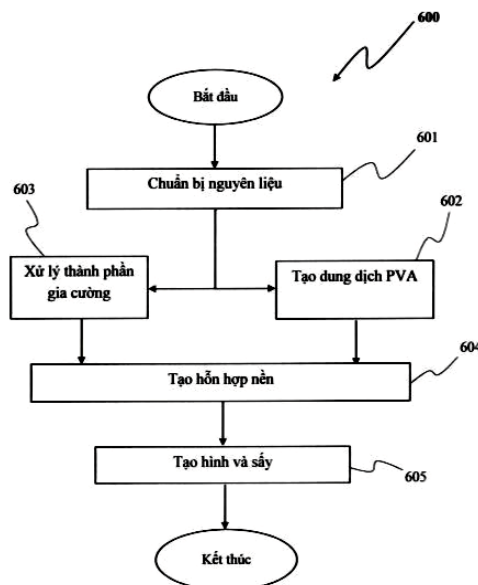 600
Bắt đầu
601
Chuẩn bị nguyên liệu
603
602
Xử lý thành phần
gia cường
Tạo dung dịch PVA
604
Tạo hỗn hợp nền
Tạo hình và sấy
605
Kết thúc